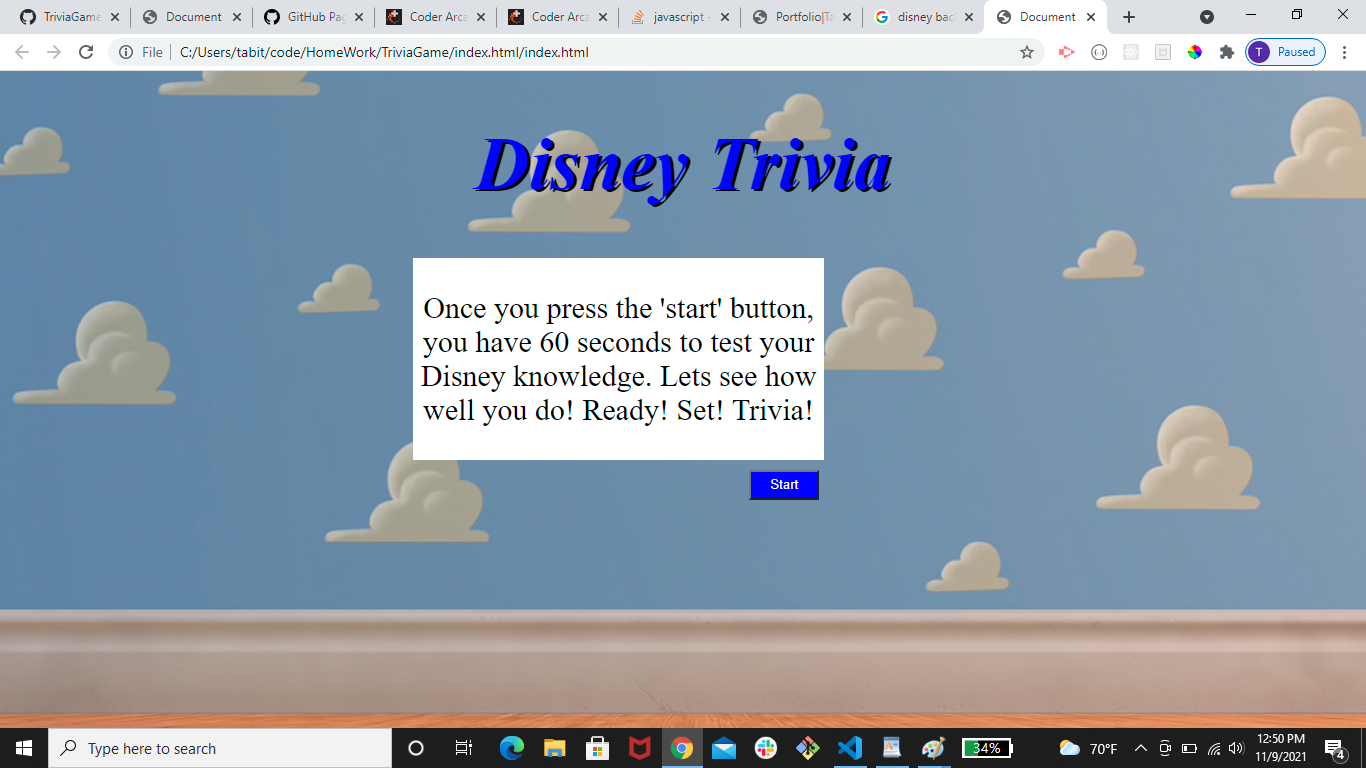 TriviaGame
Document
GitHub Pag
Coder Arca
Coder Arca
javascript -
Portfolio|Ta
disney bac
Document
File
C:/Users/tabit/code/HomeWork/TriviaGame/index.html/index.html
T
Paused
Disney Trivia
Once you press the 'start' button,
you have 60 seconds to test your
Disney knowledge. Lets see how
well you do! Ready! Set! Trivia!
Start
Type here to search
34%
70°F
12:50 PM
11/9/2021
4